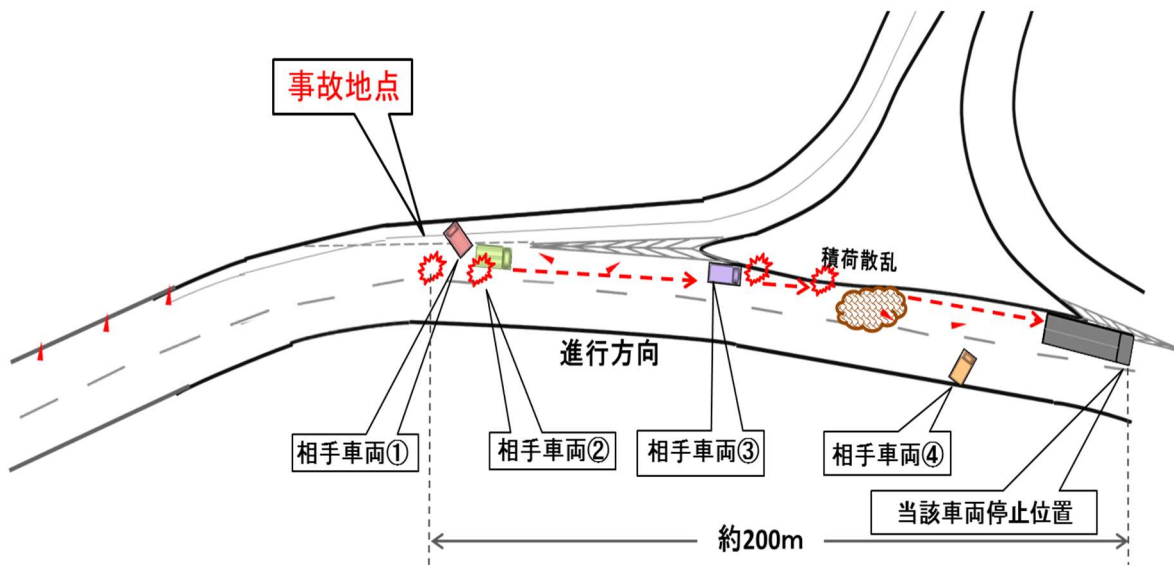 事故地点
積荷散乱
進行方向
相手車両①
相手車両②
相手車両③
相手車両④
当該車両停止位置
約200m